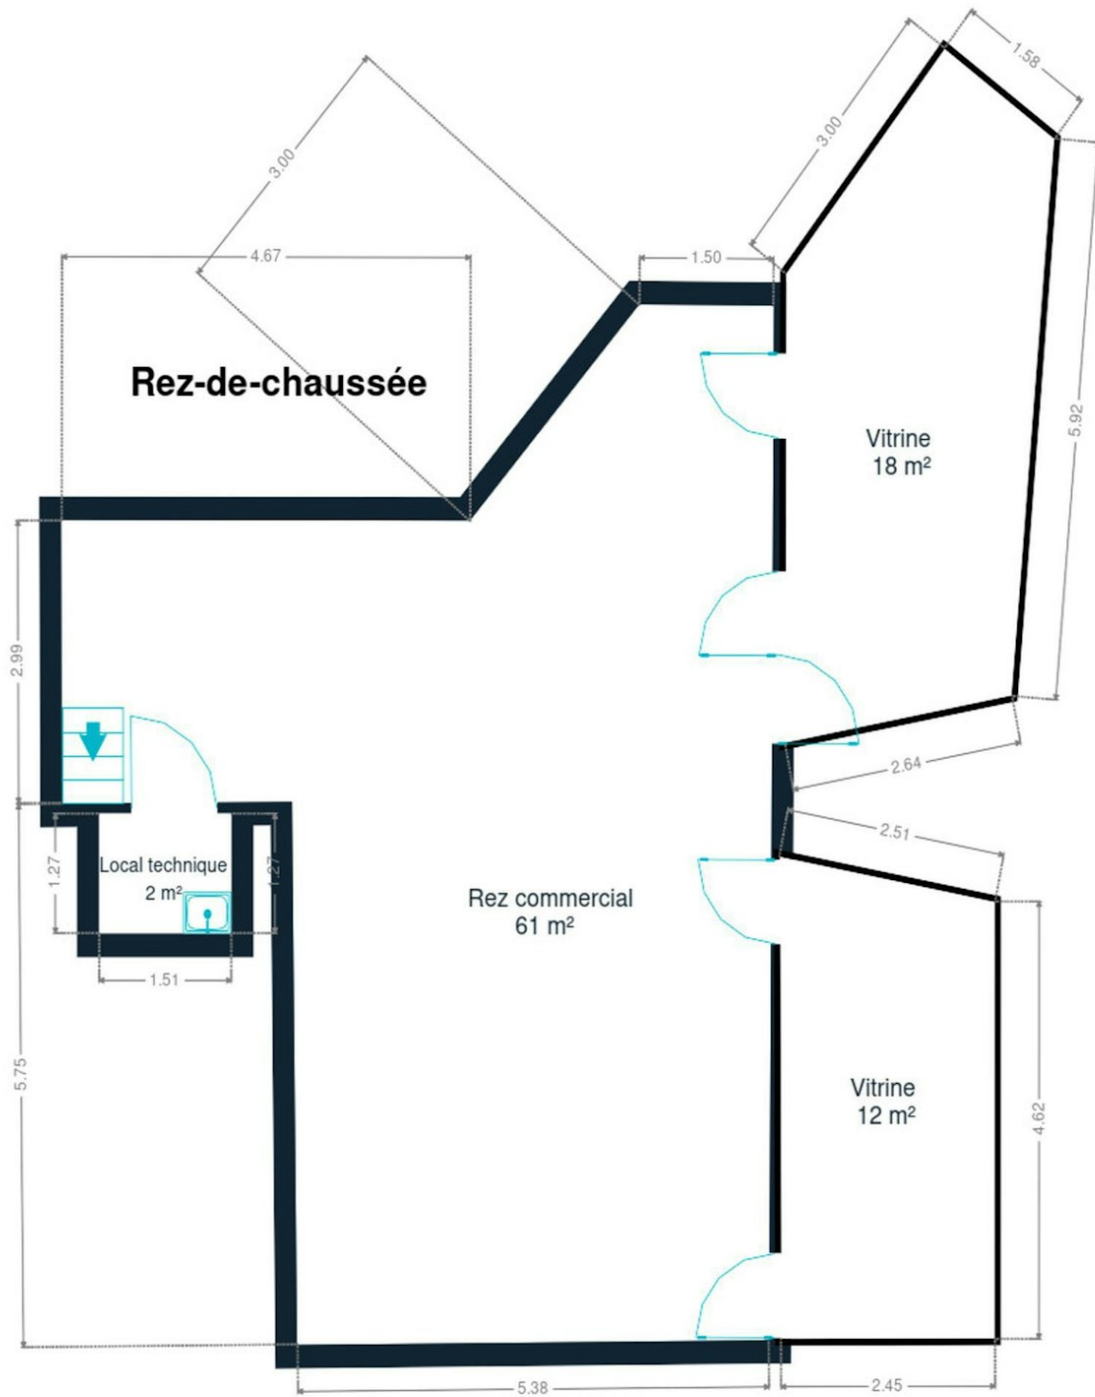 1.58
3.00
3.00
4.67
1.50
Rez-de-chaussée
5.92
Vitrine
18 m²
2.99
2.64
2.51
1.27
Local technique
2 m²
1.27
Rez commercial
61 m²
1.51
5.75
Vitrine
12 m²
4.62
5.38
2.45